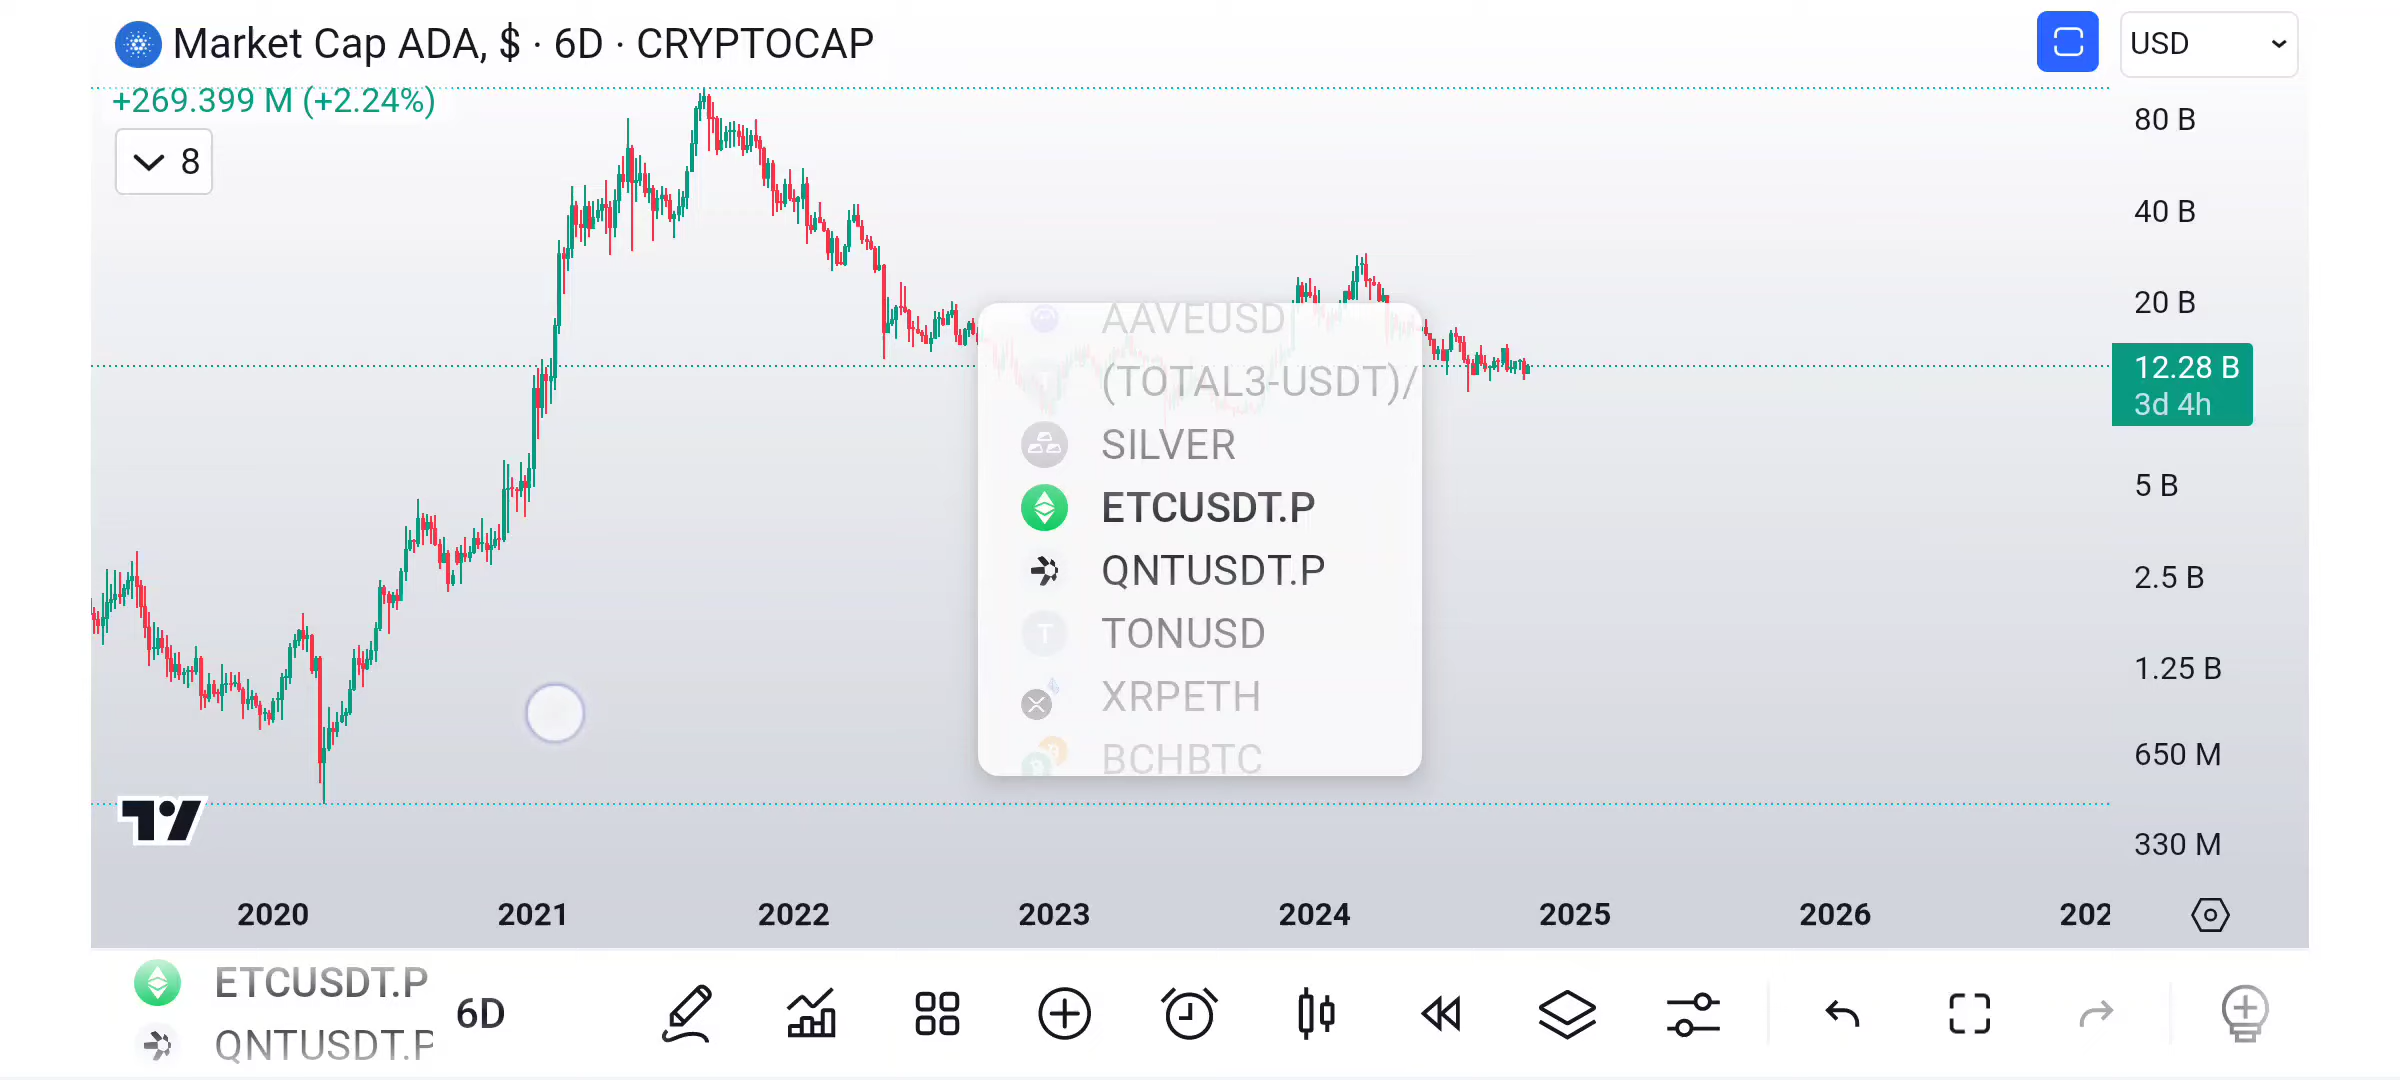 Market Cap ADA, $ · 6D · CRYPTOCAP
USD
+269.399 M (+2.24%)
8
80 B
40 B
20 B
12.28 B
3d 4h
5 B
2.5 B
1.25 B
650 M
330 M
AAVEUSD
(TOTAL3-USDT)/
SILVER
ETCUSDT.P
QNTUSDT.P
TONUSD
XRPETH
BCHBTC
2020 2021 2022 2023 2024 2025 2026 202
ETCUSDT.P
QNTUSDT.P
6D